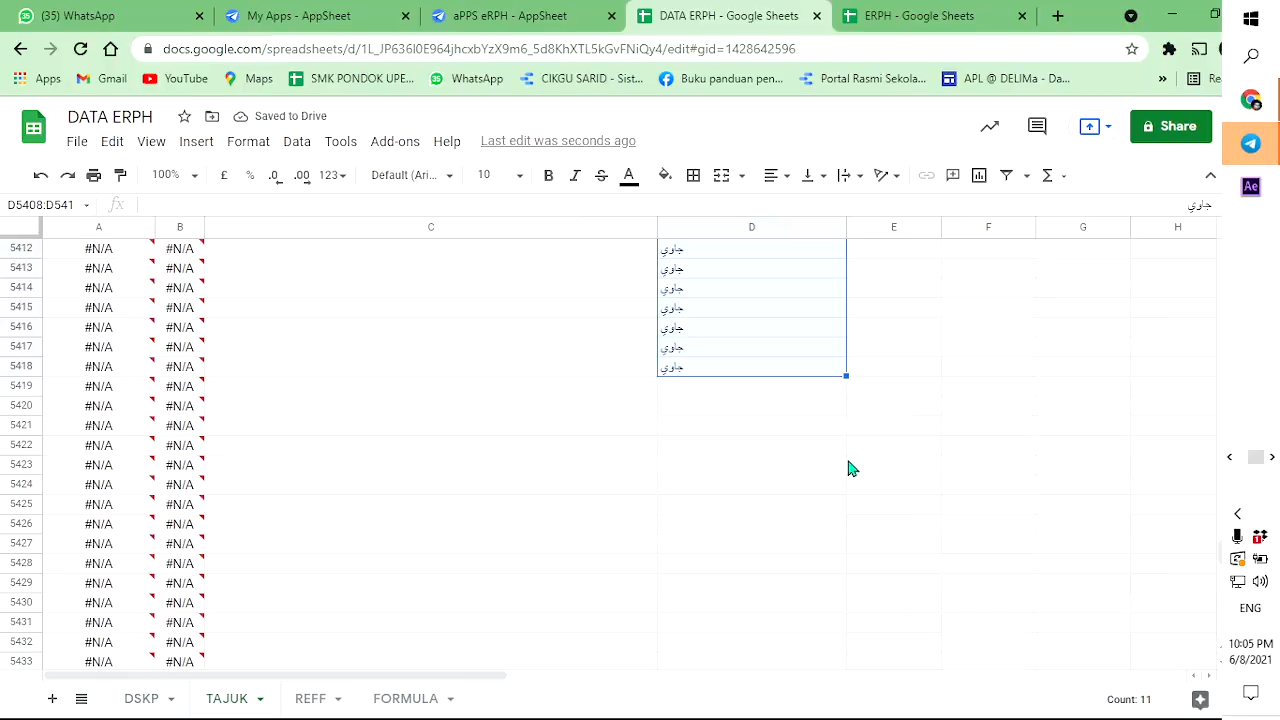 (35) WhatsApp
My Apps - AppSheet
aPPS eRPH - AppSheet
DATA ERPH - Google Sheets
ERPH - Google Sheets
docs.google.com/spreadsheets/d/1L_JP636I0E964jhcxbYzX9m6_5d8KhXTL5kGvFNiQy4/edit#gid=1428642596
Apps Gmail YouTube Maps SMK PONDOK UPE... WhatsApp CIKGU SARID - Sist... Buku panduan pen... Portal Rasmi Sekola... APL @ DELIMa - Da... » Re
DATA ERPH Saved to Drive
File Edit View Insert Format Data Tools Add-ons Help Last edit was seconds ago
Share
100% £ % .0 .00 123 Default (Ari... 10 B I S A
D5408:D541 fx جاوي
A B C D E F G H
5412 #N/A #N/A جاوي
5413 #N/A #N/A جاوي
5414 #N/A #N/A جاوي
5415 #N/A #N/A جاوي
5416 #N/A #N/A جاوي
5417 #N/A #N/A جاوي
5418 #N/A #N/A جاوي
5419 #N/A #N/A
5420 #N/A #N/A
5421 #N/A #N/A
5422 #N/A #N/A
5423 #N/A #N/A
5424 #N/A #N/A
5425 #N/A #N/A
5426 #N/A #N/A
5427 #N/A #N/A
5428 #N/A #N/A
5429 #N/A #N/A
5430 #N/A #N/A
5431 #N/A #N/A
5432 #N/A #N/A
5433 #N/A #N/A
DSKP TAJUK REFF FORMULA Count: 11
Ae
ENG
10:05 PM
6/8/2021